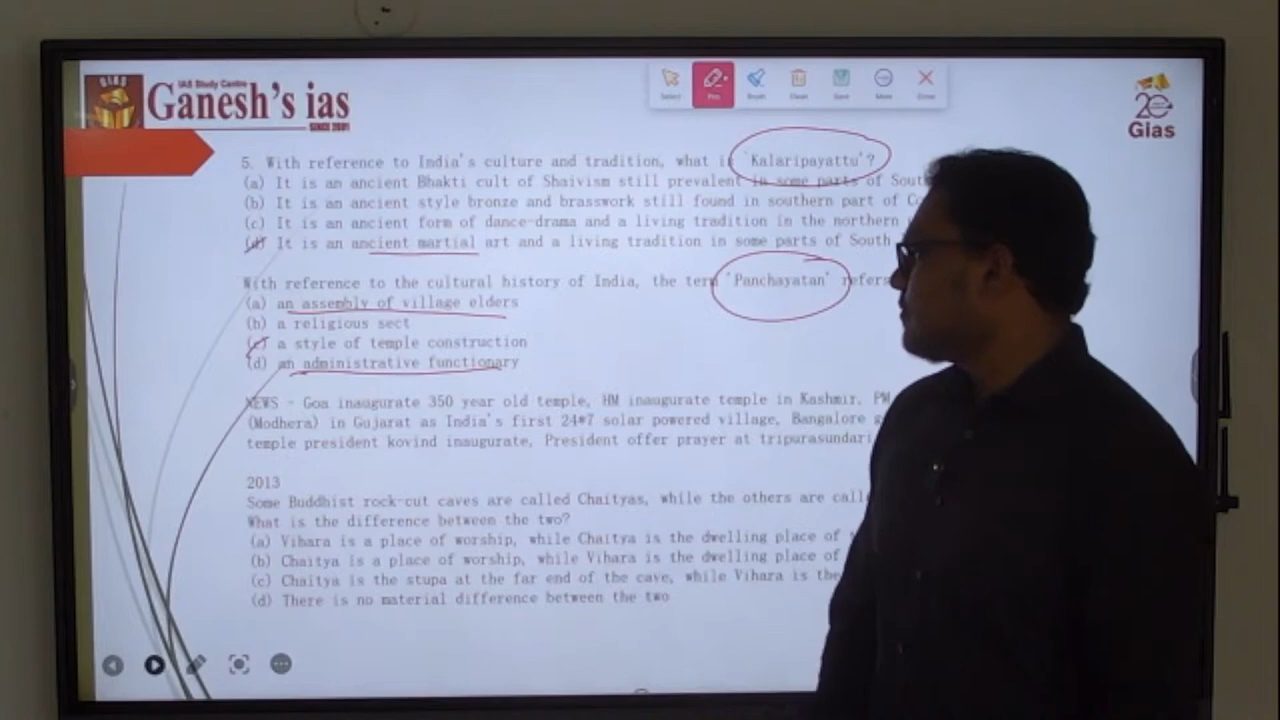 GIAS
IAS Study Centre
Ganesh's ias
SINCE 2001
Select Pen Brush Clean Save More Close
20
Gias
5. With reference to India's culture and tradition, what is 'Kalaripayattu'?
(a) It is an ancient Bhakti cult of Shaivism still prevalent in some parts of
(b) It is an ancient style bronze and brasswork still found in southern part of
(c) It is an ancient form of dance-drama and a living tradition in the northern
(d) It is an ancient martial art and a living tradition in some parts of South
With reference to the cultural history of India, the term 'Panchayatan' refers
(a) an assembly of village elders
(b) a religious sect
(c) a style of temple construction
(d) an administrative functionary
NEWS - Goa inaugurate 350 year old temple, HM inaugurate temple in Kashmir, PM
(Modhera) in Gujarat as India's first 24*7 solar powered village, Bangalore
temple president kovind inaugurate, President offer prayer at tripurasundari
2013
Some Buddhist rock-cut caves are called Chaityas, while the others are
What is the difference between the two?
(a) Vihara is a place of worship, while Chaitya is the dwelling place of
(b) Chaitya is a place of worship, while Vihara is the dwelling place of
(c) Chaitya is the stupa at the far end of the cave, while Vihara is the
(d) There is no material difference between the two